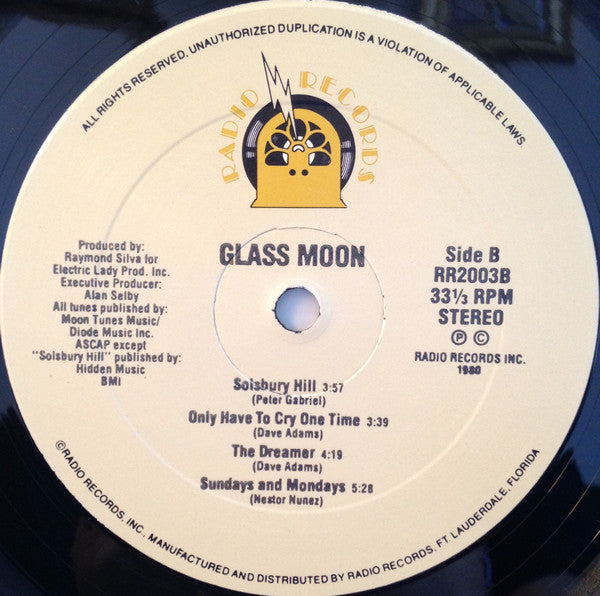 ALL RIGHTS RESERVED. UNAUTHORIZED DUPLICATION IS A VIOLATION OF APPLICABLE LAWS.
RADIO RECORDS
GLASS MOON
Produced by:
Raymond Silva for
Electric Lady Prod. Inc.
Executive Producer:
Alan Selby
All tunes published by:
Moon Tunes Music/
Diode Music Inc.
ASCAP except
"Solsbury Hill" published by:
Hidden Music
BMI
Side B
RR2003B
33⅓ RPM
STEREO
Ⓟ Ⓒ
RADIO RECORDS INC.
1980
Solsbury Hill 3:57
(Peter Gabriel)
Only Have To Cry One Time 3:39
(Dave Adams)
The Dreamer 4:19
(Dave Adams)
Sundays and Mondays 5:28
(Nestor Nunez)
©RADIO RECORDS, INC., MANUFACTURED AND DISTRIBUTED BY RADIO RECORDS, FT. LAUDERDALE, FLORIDA